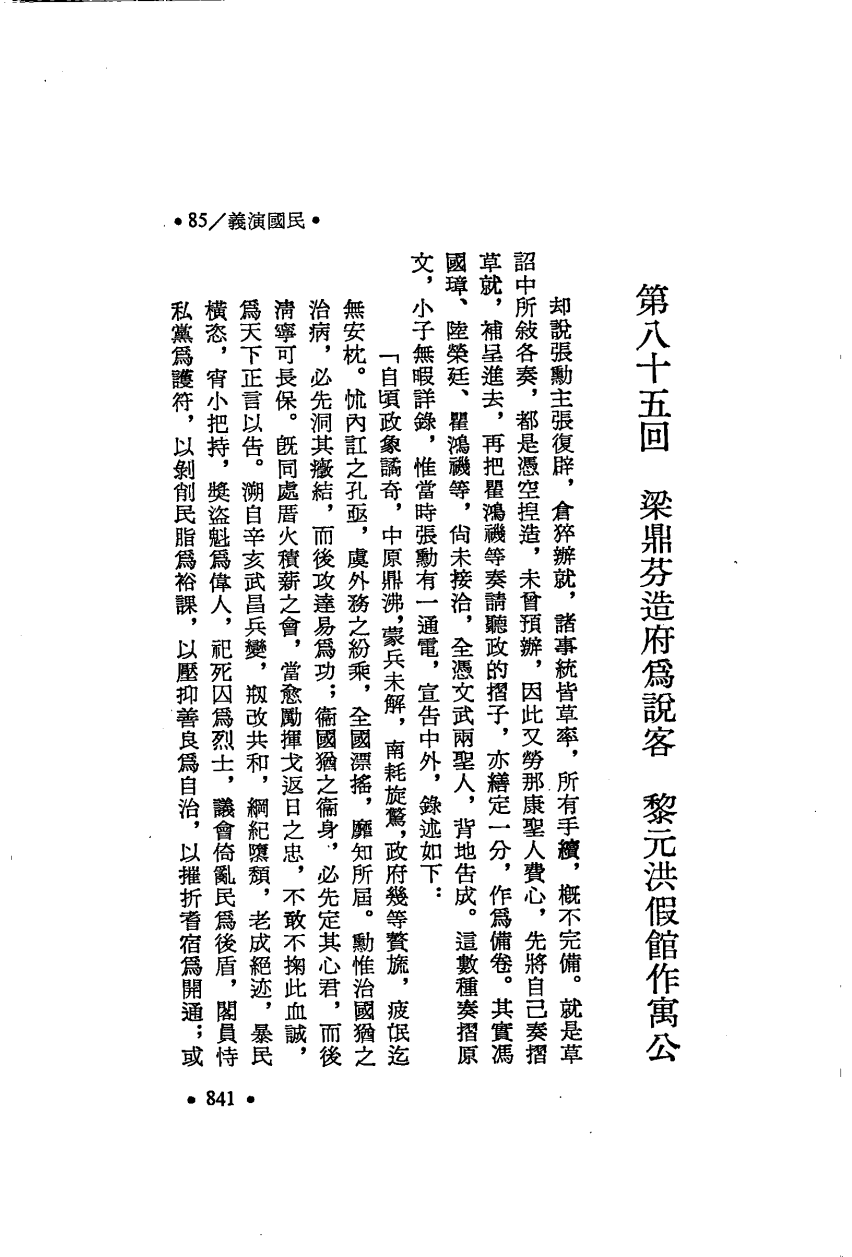 •85/義演國民•
第八十五回　梁鼎芬造府爲說客　黎元洪假館作寓公
却說張勳主張復辟，倉猝辦就，諸事統皆草率，所有手續，概不完備。就是草
詔中所敍各奏，都是憑空捏造，未曾預辦，因此又勞那康聖人費心，先將自己奏摺
草就，補呈進去，再把瞿鴻禨等奏請聽政的摺子，亦繕定一分，作爲備卷。其實馮
國璋、陸榮廷、瞿鴻禨等，尙未接洽，全憑文武兩聖人，背地告成。這數種奏摺原
文，小子無暇詳錄，惟當時張勳有一通電，宣告中外，錄述如下：
「自頃政象譎奇，中原鼎沸，蒙兵未解，南耗旋驚，政府幾等贅旒，疲氓迄
無安枕。怵內訌之孔亟，虞外務之紛乘，全國漂搖，靡知所屆。勳惟治國猶之
治病，必先洞其癥結，而後攻達易爲功；衞國猶之衞身，必先定其心君，而後
淸寧可長保。旣同處厝火積薪之會，當愈勵揮戈返日之忠，不敢不掬此血誠，
爲天下正言以告。溯自辛亥武昌兵變，剏改共和，綱紀隳頹，老成絕迹，暴民
橫恣，宵小把持，奬盜魁爲偉人，祀死囚爲烈士，議會倚亂民爲後盾，閣員恃
私黨爲護符，以剝削民脂爲裕課，以壓抑善良爲自治，以摧折耆宿爲開通；或
•841•